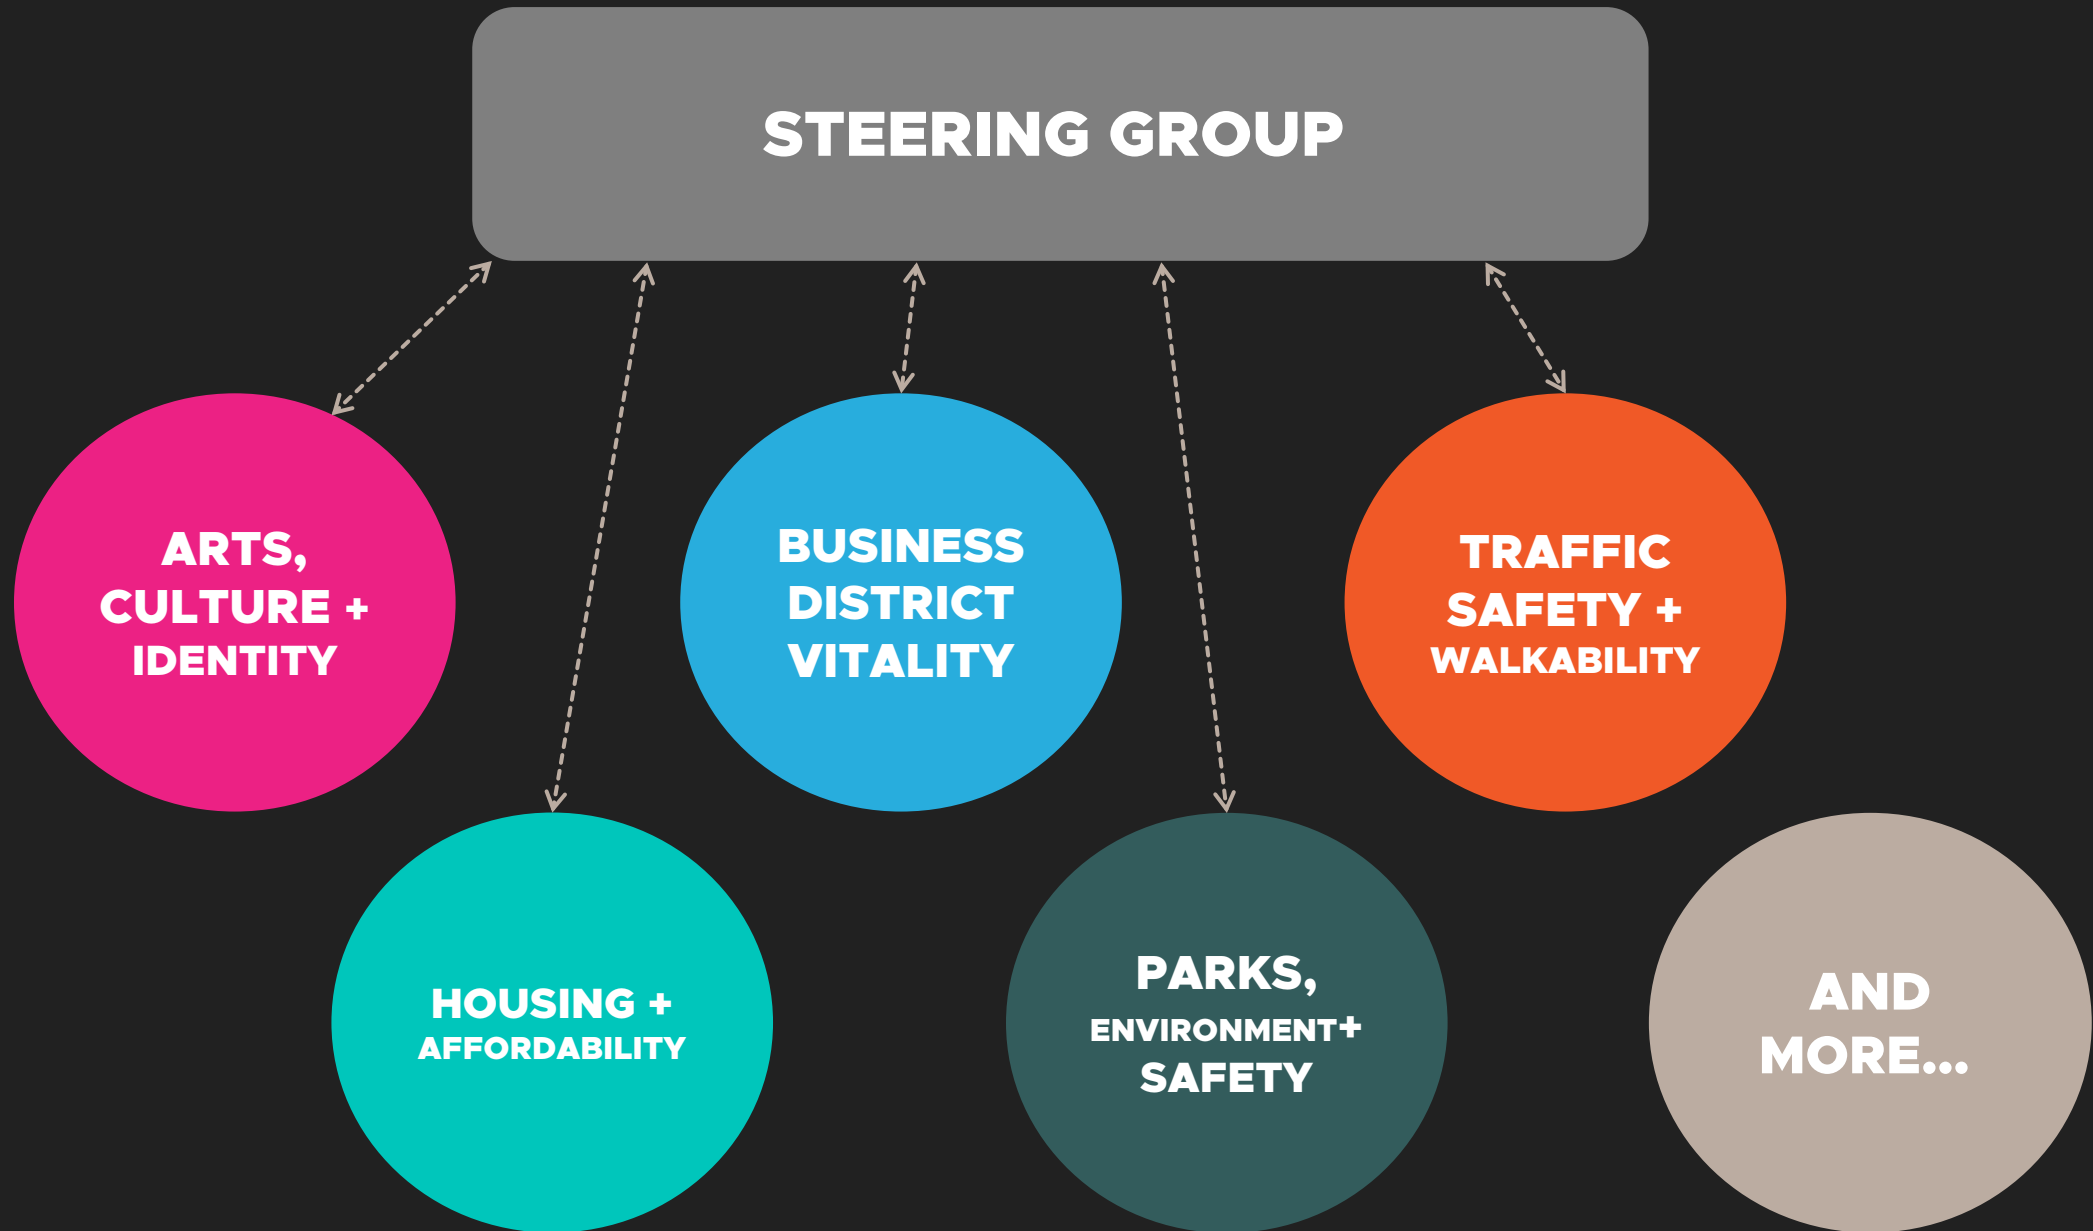 STEERING GROUP
ARTS,
CULTURE +
IDENTITY
BUSINESS
DISTRICT
VITALITY
TRAFFIC
SAFETY +
WALKABILITY
HOUSING +
AFFORDABILITY
PARKS,
ENVIRONMENT+
SAFETY
AND
MORE...